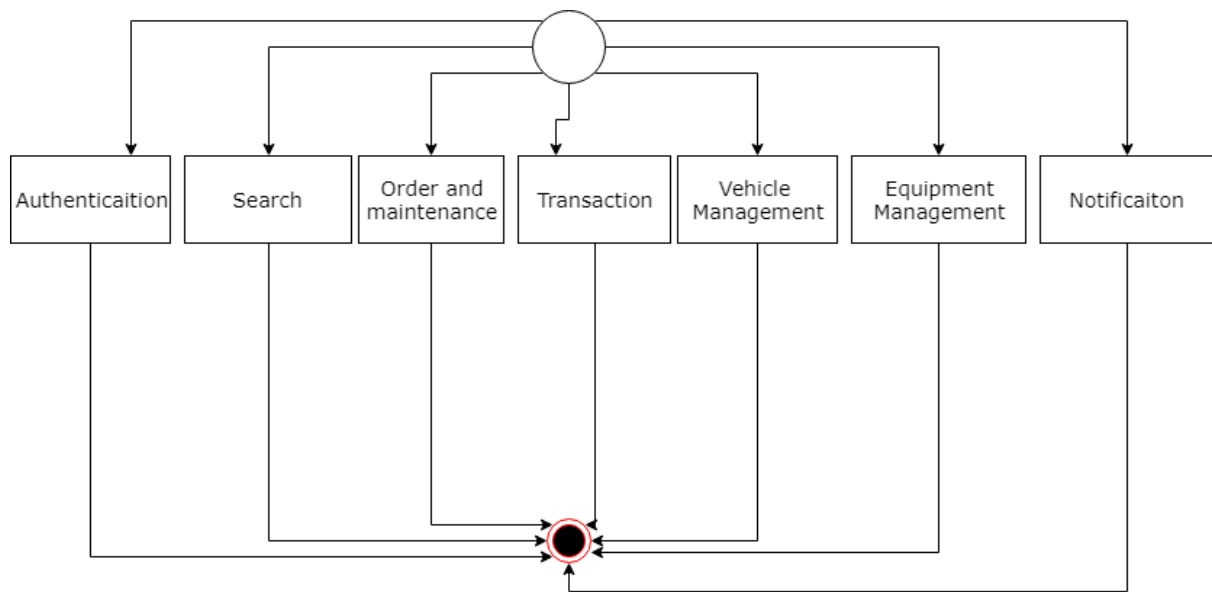 Authenticaition
Search
Order and
maintenance
Transaction
Vehicle
Management
Equipment
Management
Notificaiton